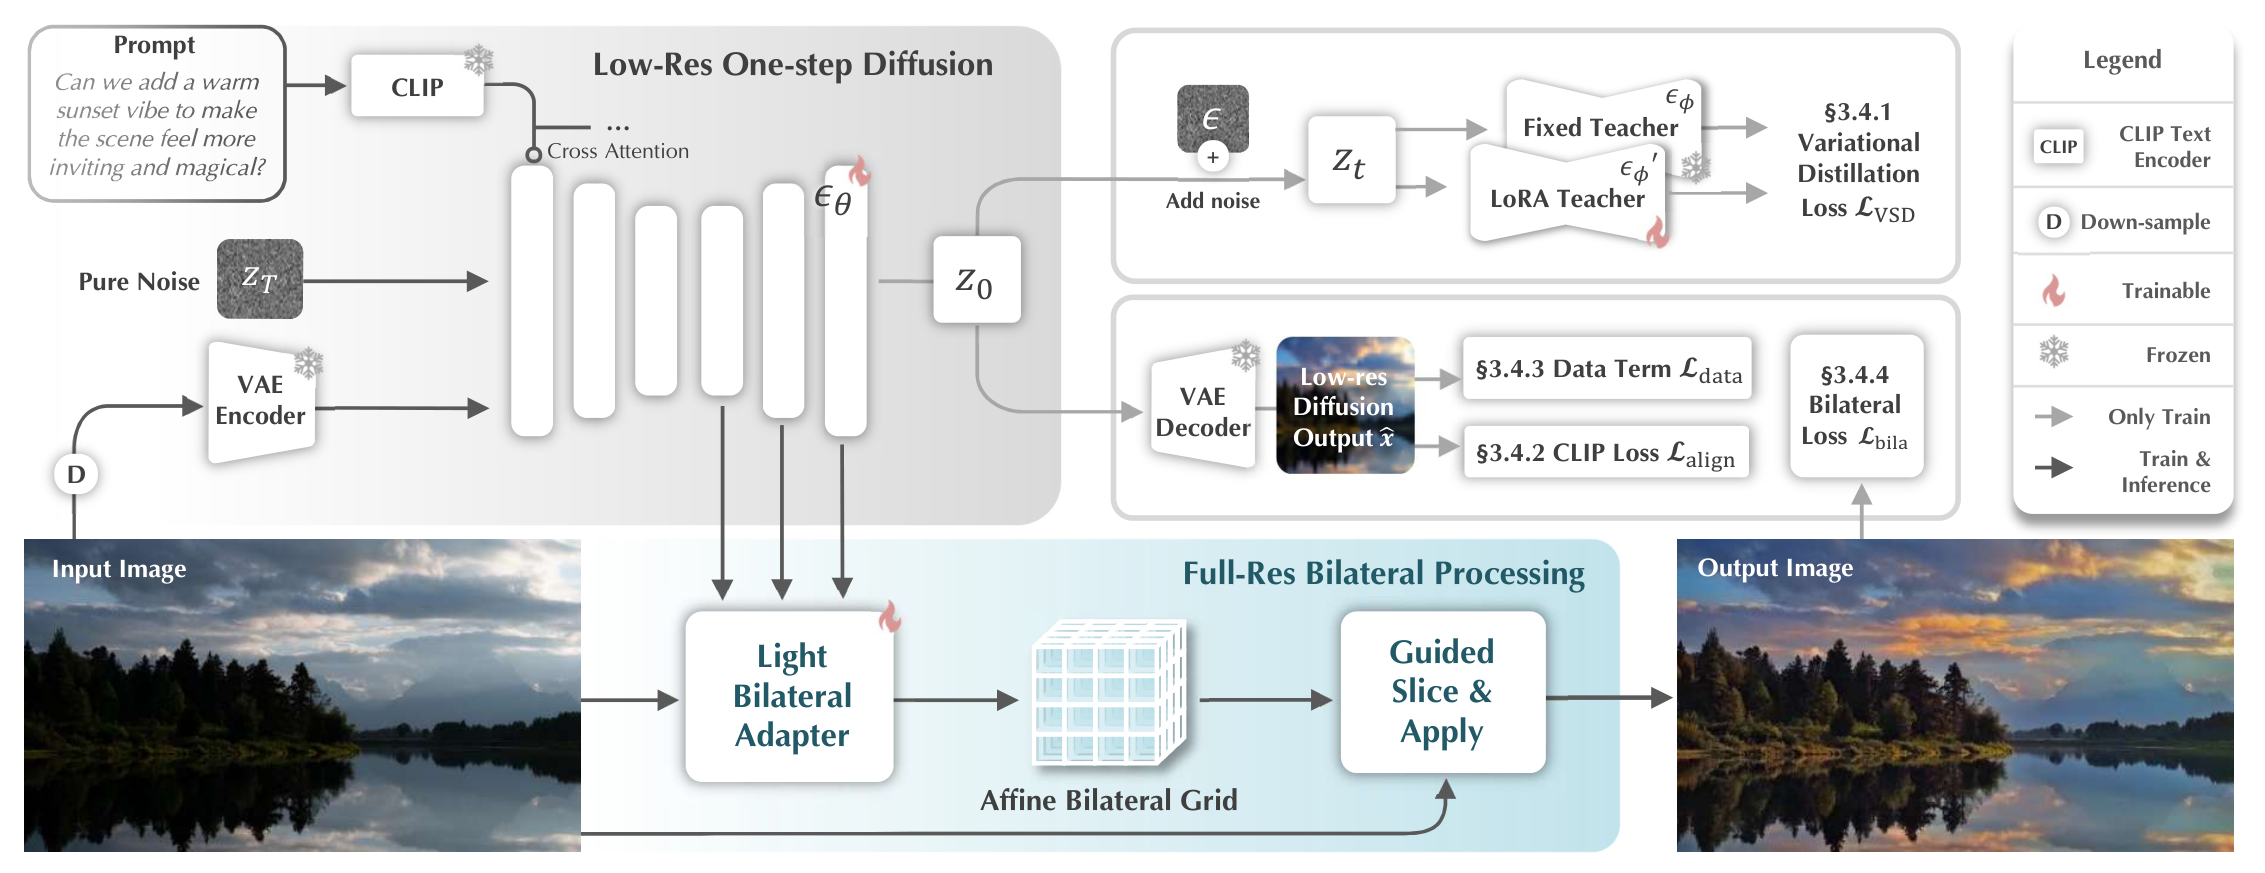 Prompt
Can we add a warm
sunset vibe to make
the scene feel more
inviting and magical?
CLIP
Low-Res One-step Diffusion
...
Cross Attention
ϵθ
Pure Noise
zT
VAE
Encoder
D
z0
ϵ
+
Add noise
zt
Fixed Teacher
ϵϕ
LoRA Teacher
ϵϕ′
§3.4.1
Variational
Distillation
Loss ℒVSD
VAE
Decoder
Low-res
Diffusion
Output x̂
§3.4.3 Data Term ℒdata
§3.4.2 CLIP Loss ℒalign
§3.4.4
Bilateral
Loss ℒbila
Legend
CLIP
CLIP Text
Encoder
D
Down-sample
Trainable
Frozen
Only Train
Train &
Inference
Input Image
Full-Res Bilateral Processing
Light
Bilateral
Adapter
Affine Bilateral Grid
Guided
Slice &
Apply
Output Image